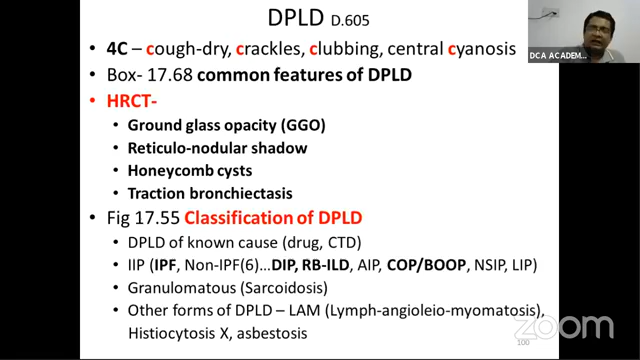 DPLD D.605
• 4C – cough-dry, crackles, clubbing, central cyanosis
• Box- 17.68 common features of DPLD
• HRCT-
• Ground glass opacity (GGO)
• Reticulo-nodular shadow
• Honeycomb cysts
• Traction bronchiectasis
• Fig 17.55 Classification of DPLD
• DPLD of known cause (drug, CTD)
• IIP (IPF, Non-IPF(6)...DIP, RB-ILD, AIP, COP/BOOP, NSIP, LIP)
• Granulomatous (Sarcoidosis)
• Other forms of DPLD – LAM (Lymph-angioleio-myomatosis),
Histiocytosis X, asbestosis
DCA ACADEM...
zoom
100